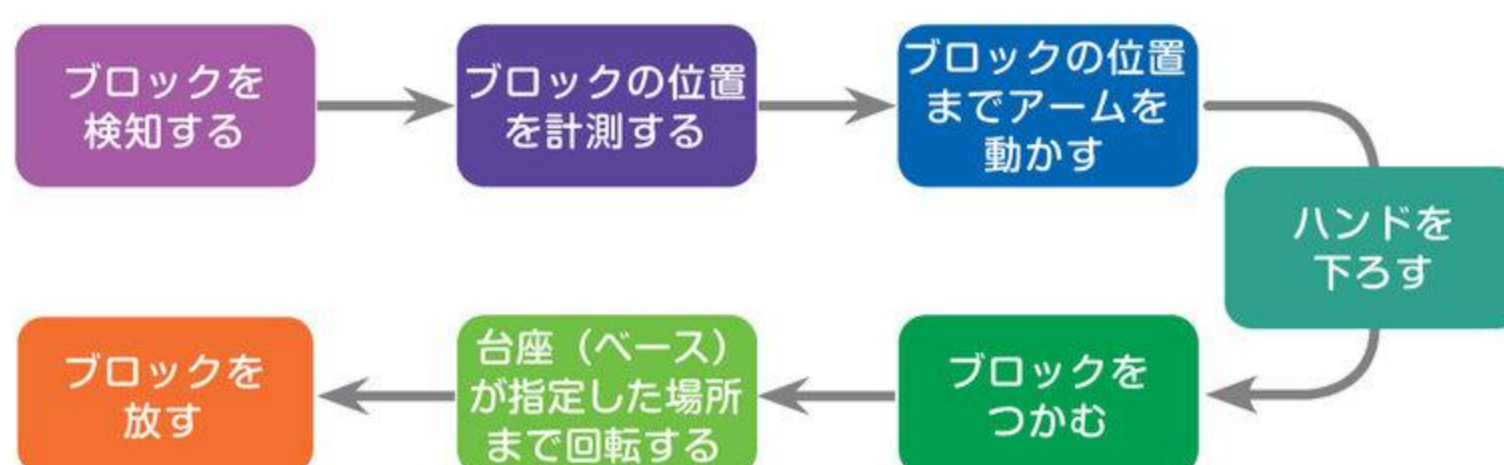 ブロックを
検知する
ブロックの位置
を計測する
ブロックの位置
までアームを
動かす
ハンドを
下ろす
ブロックを
つかむ
台座（ベース）
が指定した場所
まで回転する
ブロックを
放す